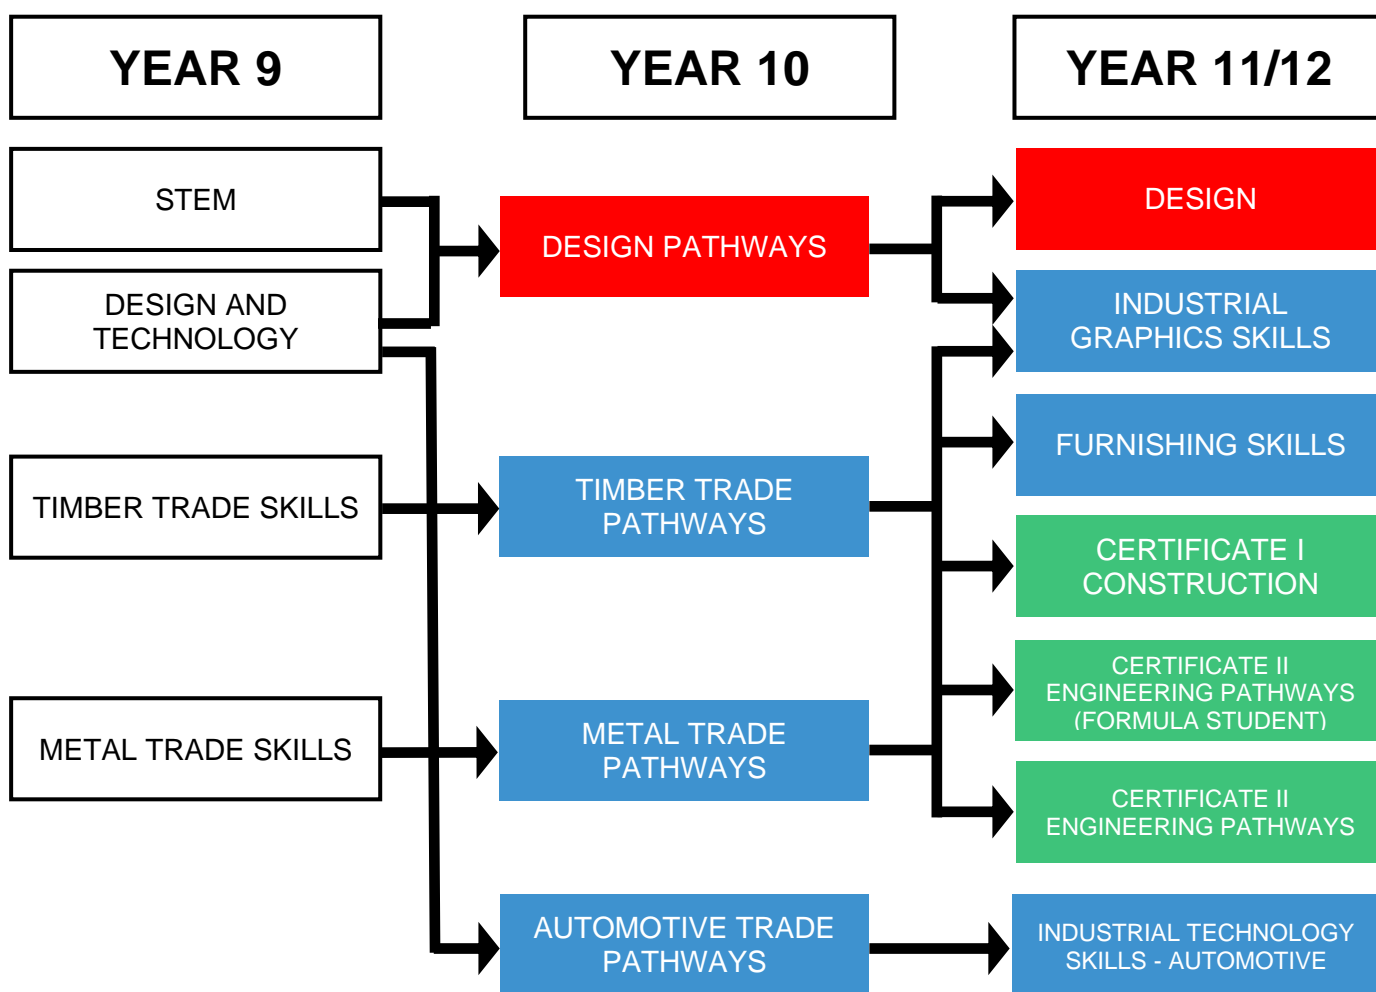 YEAR 9
YEAR 10
YEAR 11/12
STEM
DESIGN AND
TECHNOLOGY
TIMBER TRADE SKILLS
METAL TRADE SKILLS
DESIGN PATHWAYS
TIMBER TRADE
PATHWAYS
METAL TRADE
PATHWAYS
AUTOMOTIVE TRADE
PATHWAYS
DESIGN
INDUSTRIAL
GRAPHICS SKILLS
FURNISHING SKILLS
CERTIFICATE I
CONSTRUCTION
CERTIFICATE II
ENGINEERING PATHWAYS
(FORMULA STUDENT)
CERTIFICATE II
ENGINEERING PATHWAYS
INDUSTRIAL TECHNOLOGY
SKILLS - AUTOMOTIVE